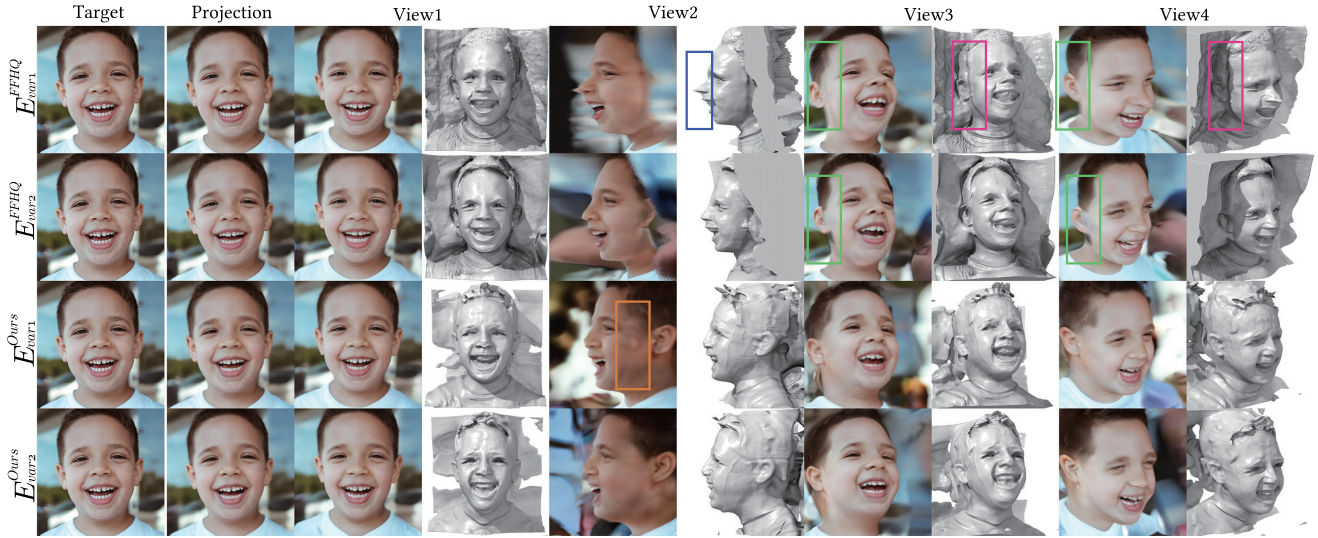 Target Projection View1 View2 View3 View4
E^{FFHQ}_{var1}
E^{FFHQ}_{var2}
E^{Ours}_{var1}
E^{Ours}_{var2}